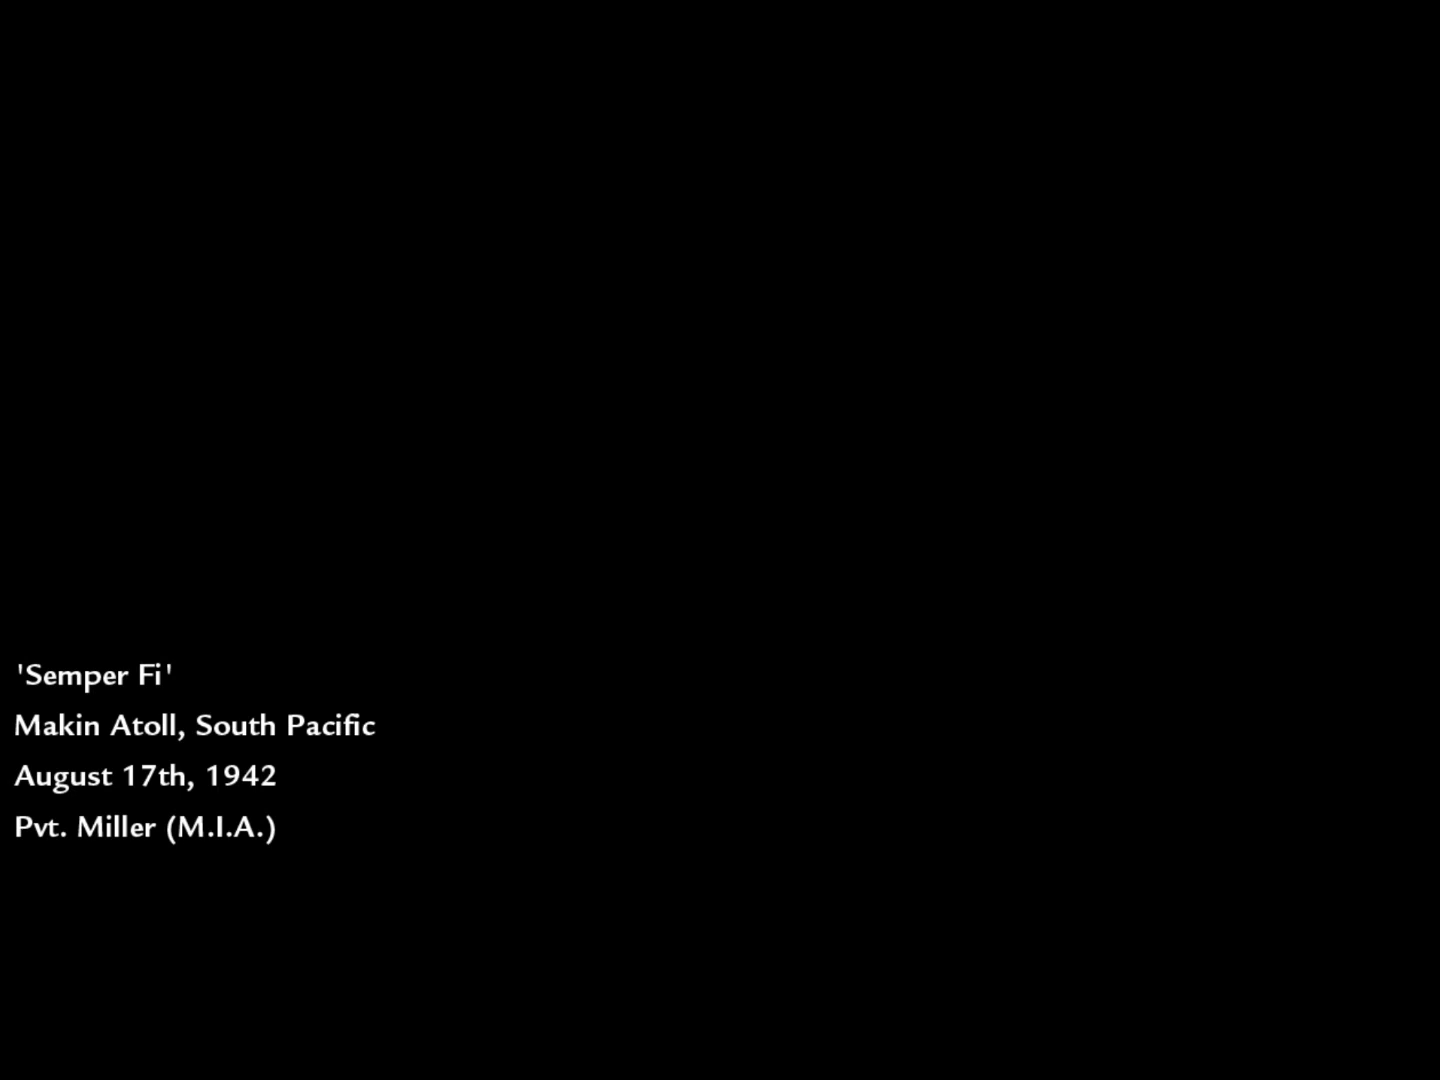 'Semper Fi'
Makin Atoll, South Pacific
August 17th, 1942
Pvt. Miller (M.I.A.)